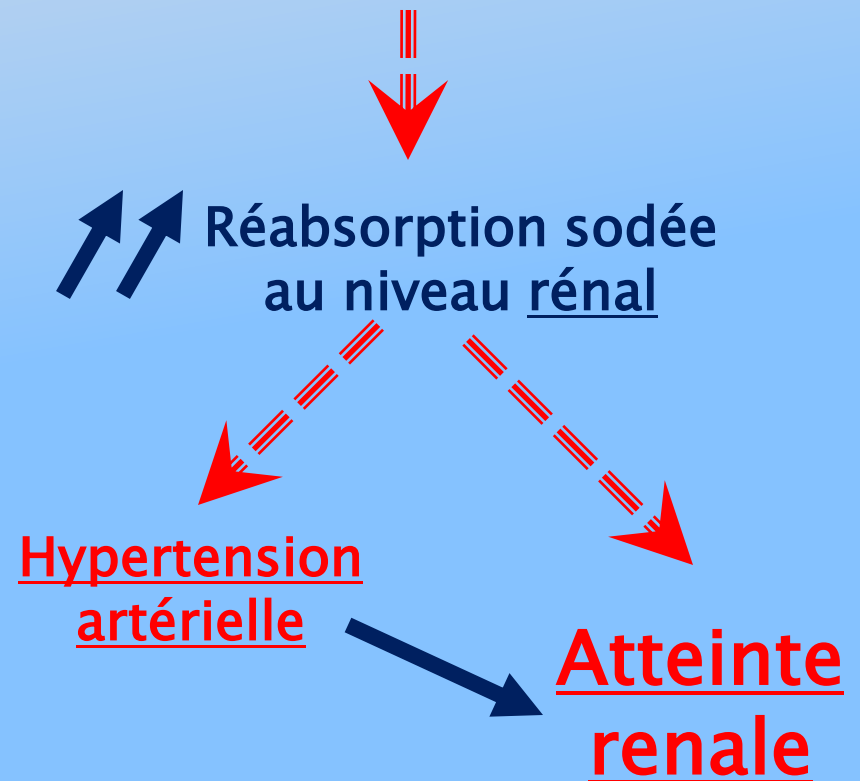 Réabsorption sodée
au niveau rénal
Hypertension
artérielle
Atteinte
renale